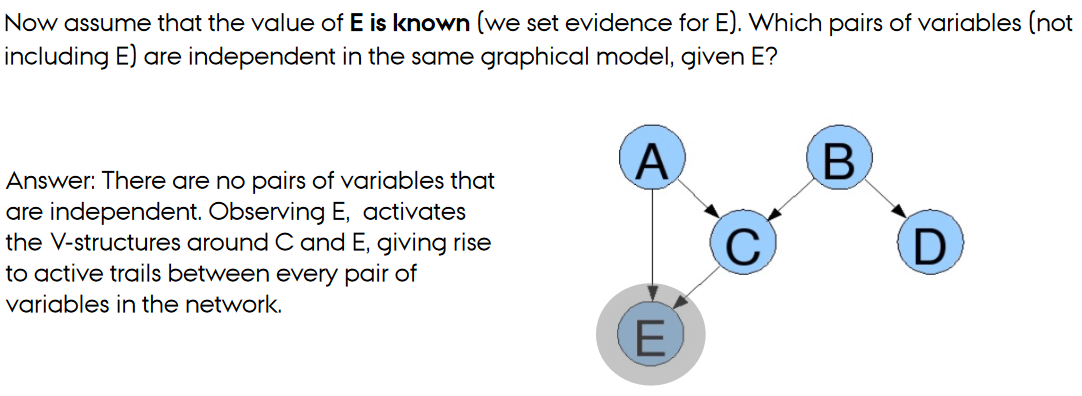 Now assume that the value of E is known (we set evidence for E). Which pairs of variables (not
including E) are independent in the same graphical model, given E?
Answer: There are no pairs of variables that
are independent. Observing E, activates
the V-structures around C and E, giving rise
to active trails between every pair of
variables in the network.
A
B
C
D
E